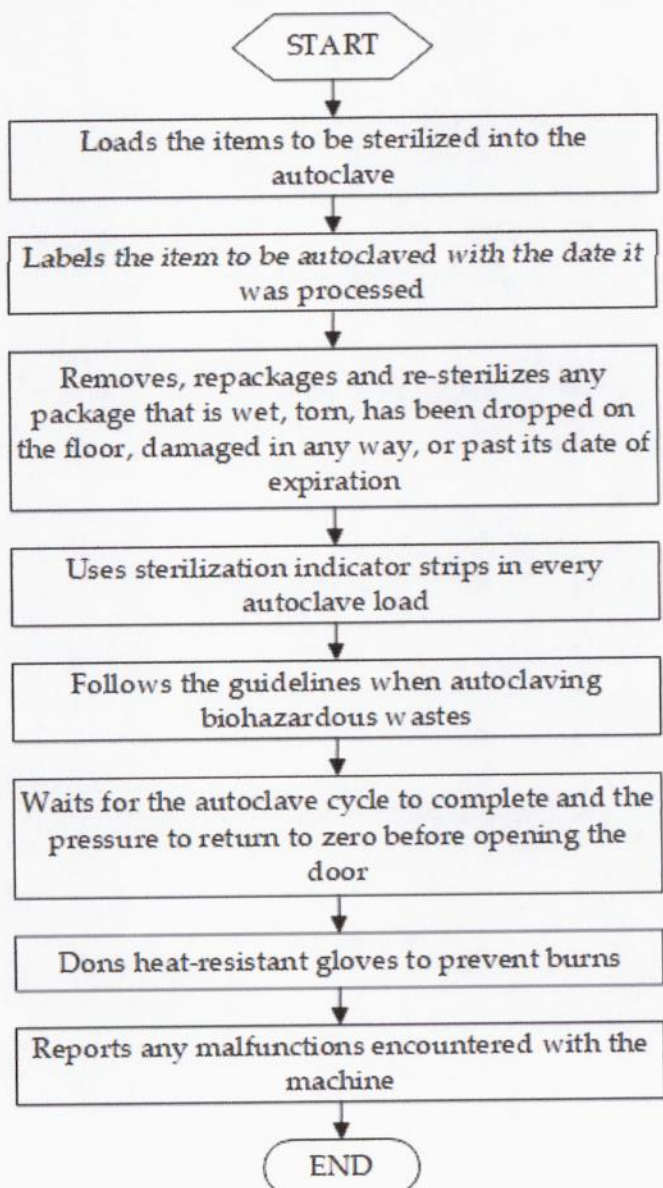 START
Loads the items to be sterilized into the
autoclave
Labels the item to be autoclaved with the date it
was processed
Removes, repackages and re-sterilizes any
package that is wet, torn, has been dropped on
the floor, damaged in any way, or past its date of
expiration
Uses sterilization indicator strips in every
autoclave load
Follows the guidelines when autoclaving
biohazardous wastes
Waits for the autoclave cycle to complete and the
pressure to return to zero before opening the
door
Dons heat-resistant gloves to prevent burns
Reports any malfunctions encountered with the
machine
END